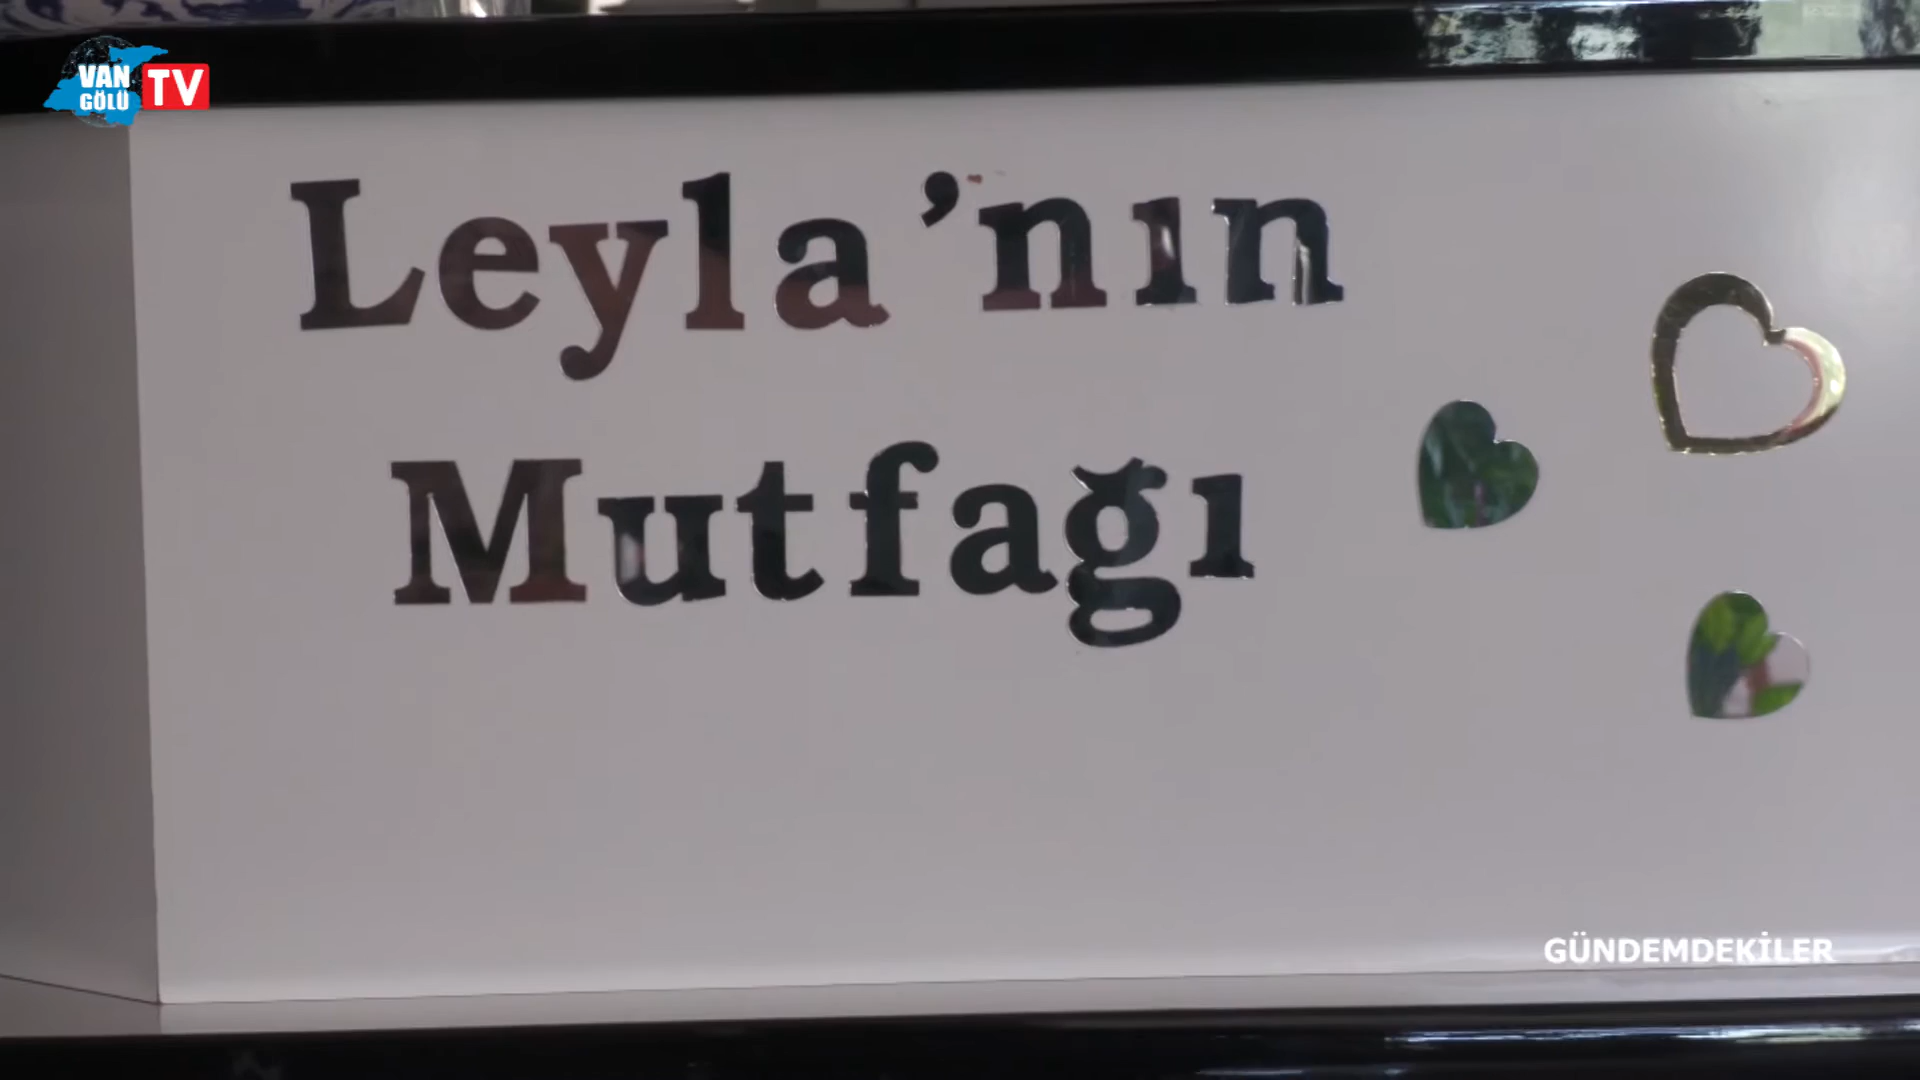 VAN
GÖLÜ
TV
Leyla’nın
Mutfağı
GÜNDEMDEKİLER